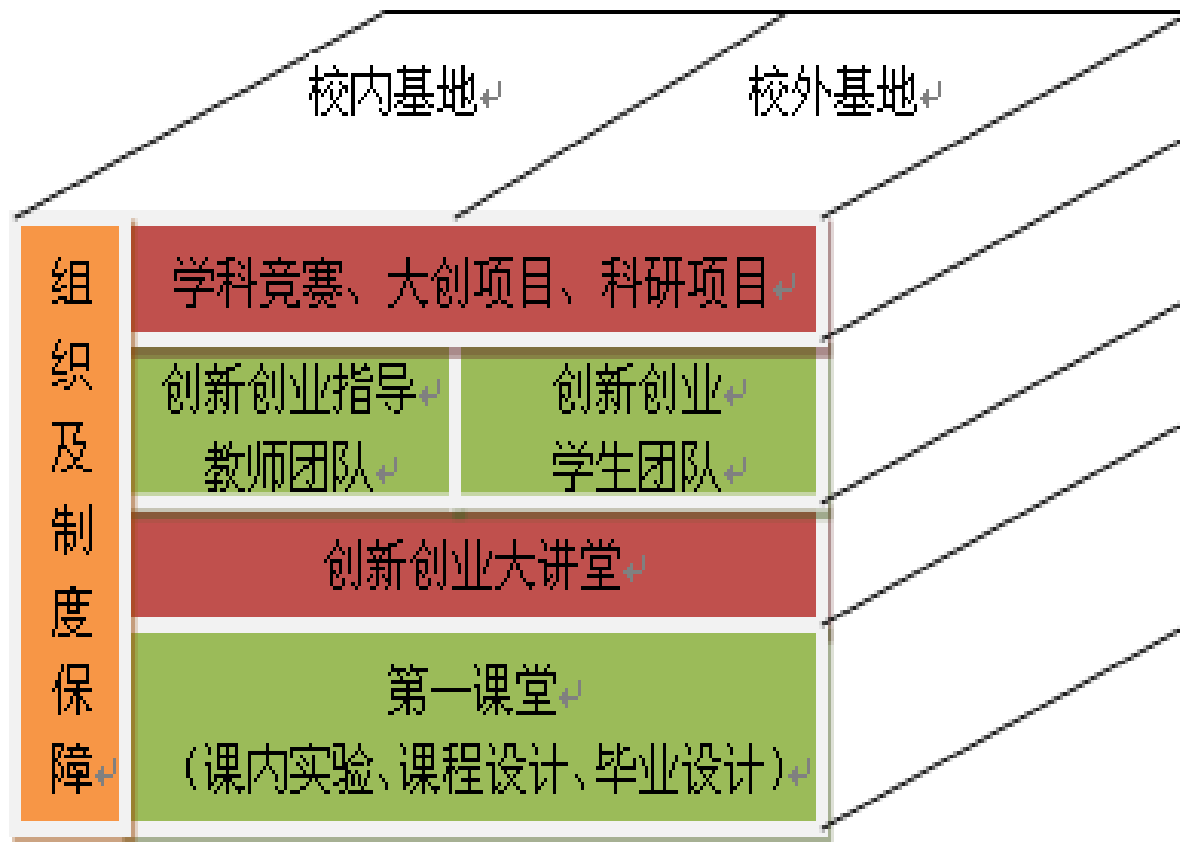 校内基地
校外基地
组织及制度保障
学科竞赛、大创项目、科研项目
创新创业指导
教师团队
创新创业
学生团队
创新创业大讲堂
第一课堂
（课内实验、课程设计、毕业设计）